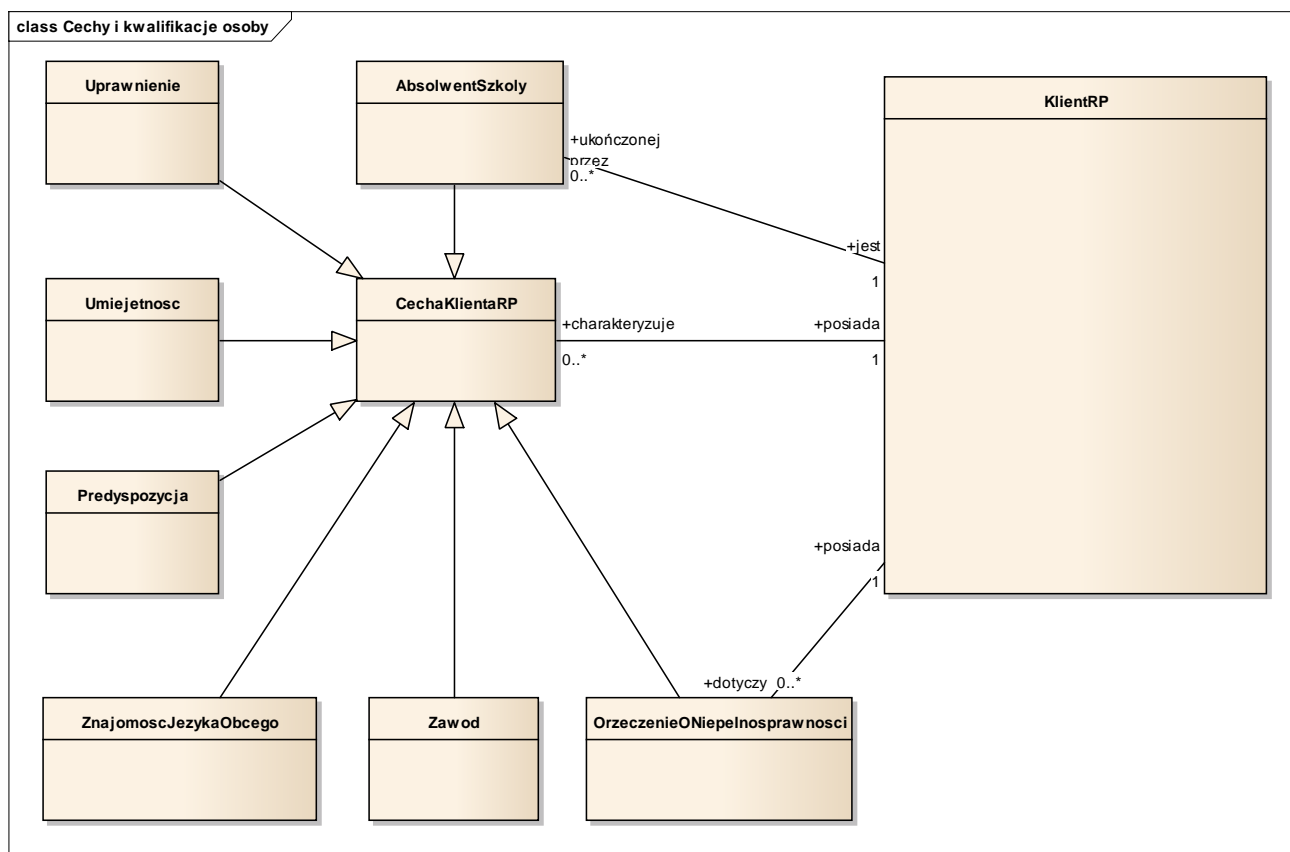 class Cechy i kwalifikacje osoby
Uprawnienie
AbsolwentSzkoly
KlientRP
+ukończonej
przez
0..*
+jest
1
Umiejetnosc
CechaKlientaRP
+charakteryzuje
0..*
+posiada
1
Predyspozycja
+posiada
1
+dotyczy 0..*
ZnajomoscJezykaObcego
Zawod
OrzeczenieONiepelnosprawnosci